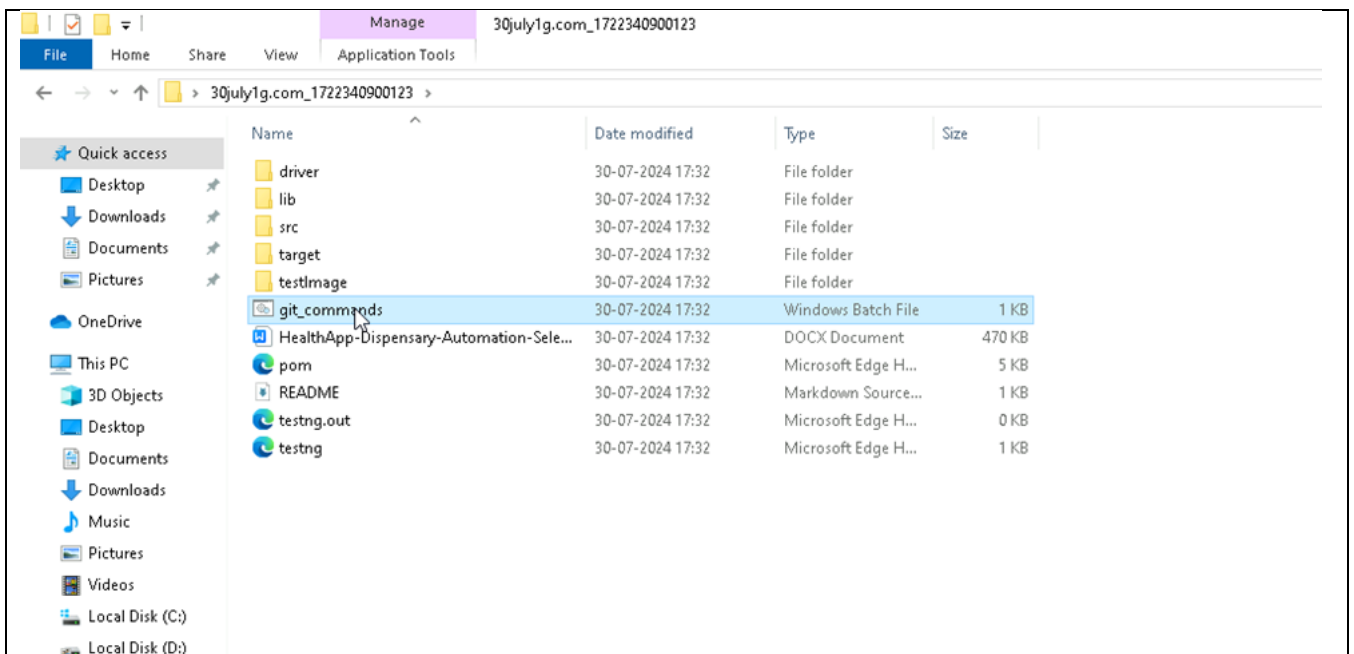 Manage 30july1g.com_1722340900123
File Home Share View Application Tools
30july1g.com_1722340900123
Name Date modified Type Size
Quick access
Desktop
Downloads
Documents
Pictures
OneDrive
This PC
3D Objects
Desktop
Documents
Downloads
Music
Pictures
Videos
Local Disk (C:)
Local Disk (D:)
driver 30-07-2024 17:32 File folder
lib 30-07-2024 17:32 File folder
src 30-07-2024 17:32 File folder
target 30-07-2024 17:32 File folder
testImage 30-07-2024 17:32 File folder
git_commands 30-07-2024 17:32 Windows Batch File 1 KB
HealthApp-Dispensary-Automation-Sele... 30-07-2024 17:32 DOCX Document 470 KB
pom 30-07-2024 17:32 Microsoft Edge H... 5 KB
README 30-07-2024 17:32 Markdown Source... 1 KB
testng.out 30-07-2024 17:32 Microsoft Edge H... 0 KB
testng 30-07-2024 17:32 Microsoft Edge H... 1 KB